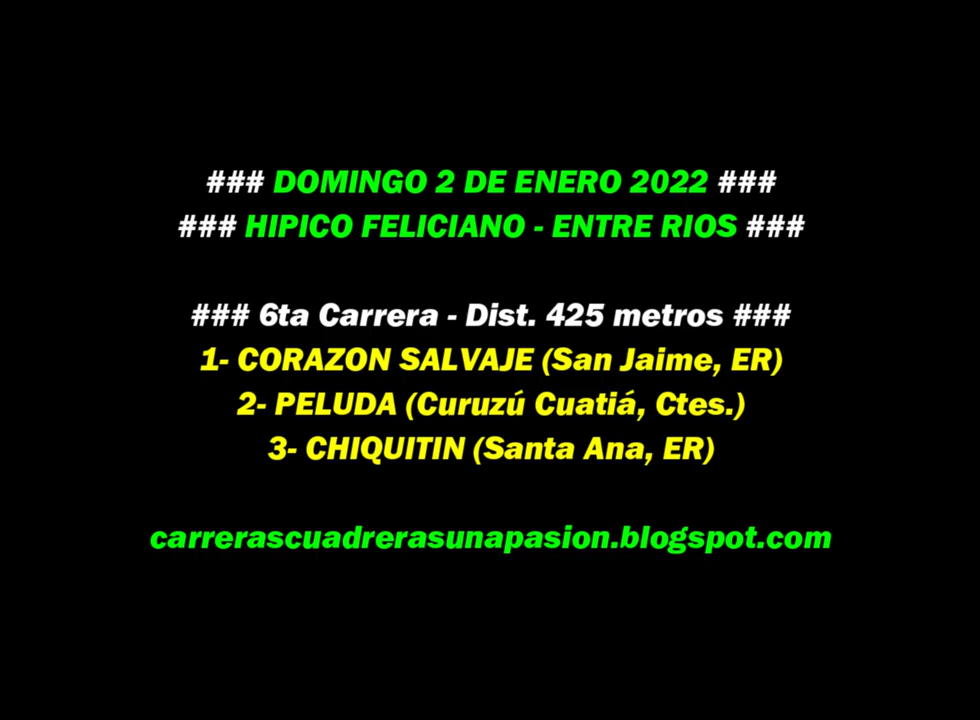 ### DOMINGO 2 DE ENERO 2022 ###
### HIPICO FELICIANO - ENTRE RIOS ###
### 6ta Carrera - Dist. 425 metros ###
1- CORAZON SALVAJE (San Jaime, ER)
2- PELUDA (Curuzú Cuatiá, Ctes.)
3- CHIQUITIN (Santa Ana, ER)
carrerascuadrerasunapasion.blogspot.com